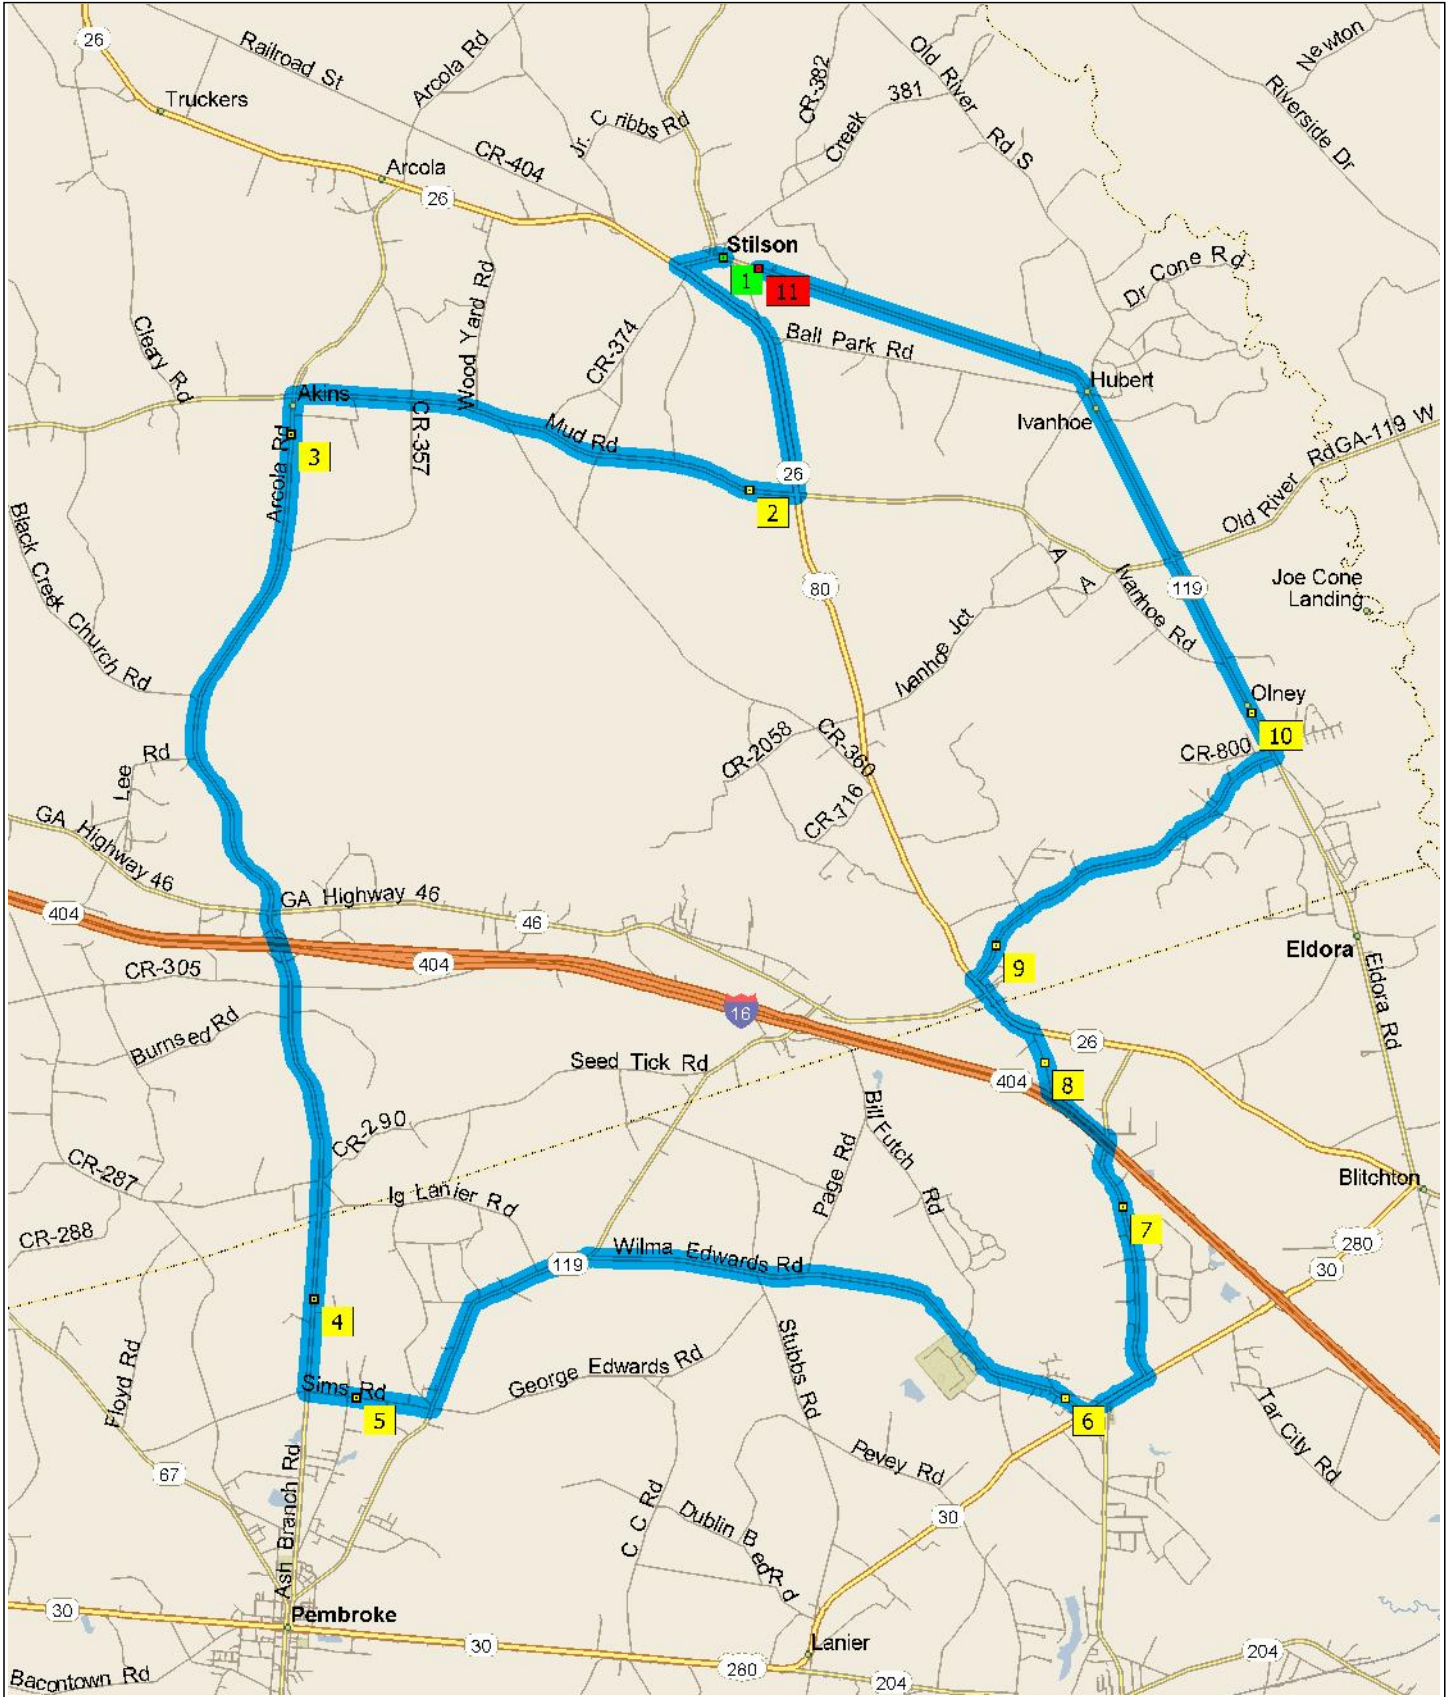 26
Truckers
Railroad St
Arcola Rd
Arcola
26
CR-404
Jr. Cribbs Rd
CR-382
Creek
381
Old River Rd S
Newton
Riverside Dr
Stilson
1
11
Dr Cone Rd
Ball Park Rd
Hubert
Ivanhoe
Cleary Rd
Akins
Wood Yard Rd
CR-374
CR-357
Mud Rd
26
Arcola Rd
3
2
Old River Rd
GA-119 W
Black Creek Church Rd
80
A
A
Ivanhoe Rd
119
Joe Cone
Landing
Ivanhoe Jct
Olney
10
CR-800
Lee Rd
CR-2058
CR-360
CR-716
GA Highway 46
GA Highway 46
46
404
404
CR-305
Eldora
Eldora Rd
9
16
Burnsed Rd
Seed Tick Rd
26
404
8
CR-290
Bill Futch Rd
Page Rd
CR-287
Ig Lanier Rd
Blitchton
CR-288
7
119
Wilma Edwards Rd
280
30
4
Floyd Rd
Sims Rd
5
George Edwards Rd
Stubbs Rd
6
Tar City Rd
67
Ash Branch Rd
Pevey Rd
C C Rd
Dublin Bed Rd
30
30
Pembroke
30
Lanier
280
204
204
Bacontown Rd